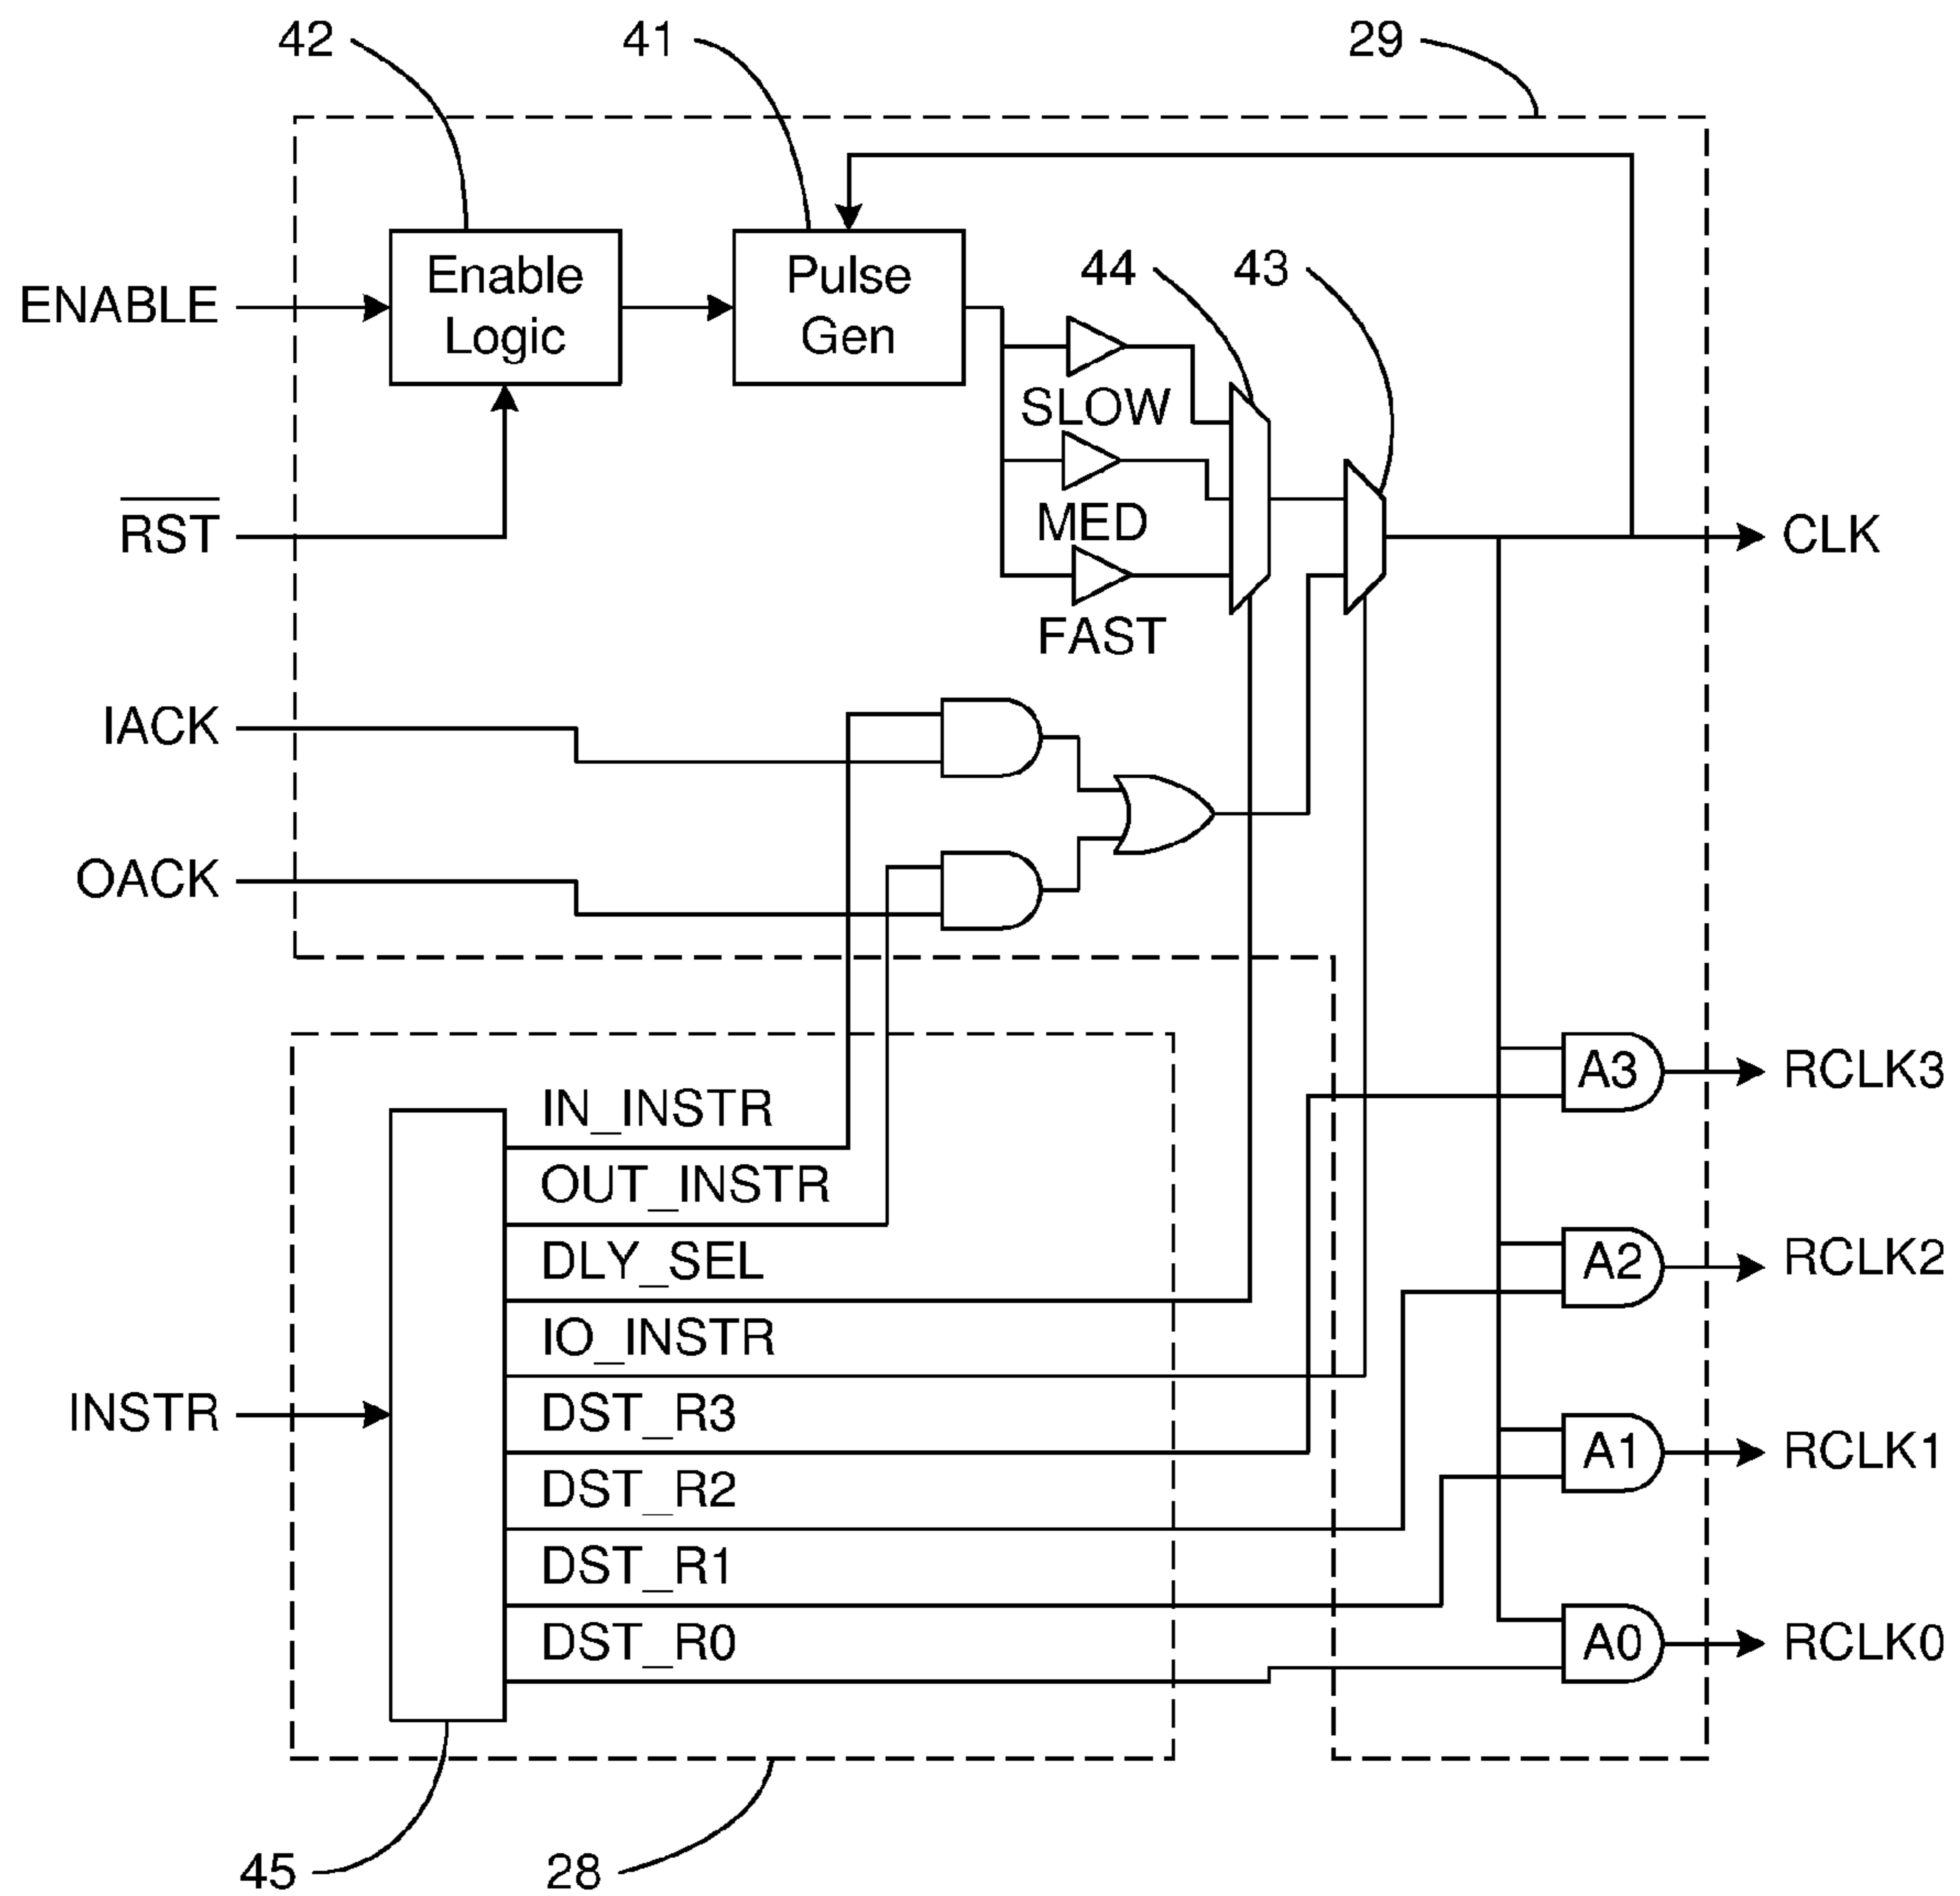 42
41
29
Enable
Logic
Pulse
Gen
44
43
ENABLE
SLOW
MED
FAST
RST
CLK
IACK
OACK
IN_INSTR
OUT_INSTR
DLY_SEL
IO_INSTR
DST_R3
DST_R2
DST_R1
DST_R0
INSTR
A3
RCLK3
A2
RCLK2
A1
RCLK1
A0
RCLK0
45
28